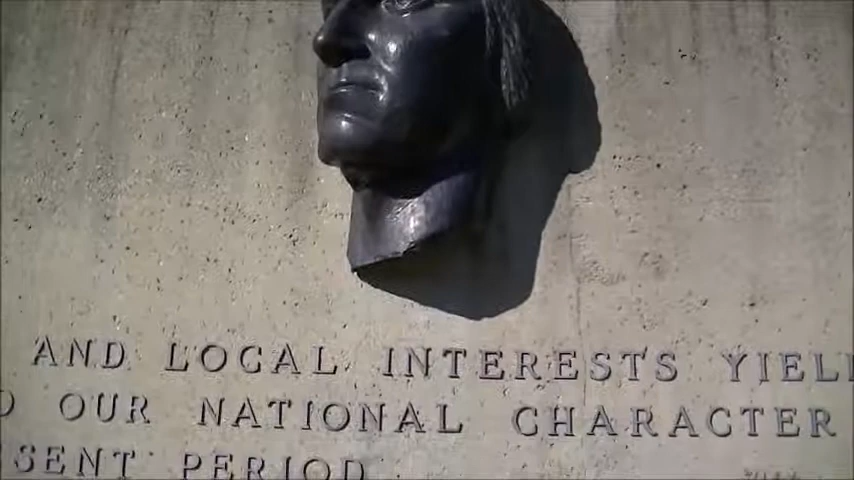 AND LOCAL INTERESTS YIEL
OUR NATIONAL CHARACTER
SENT PERIOD